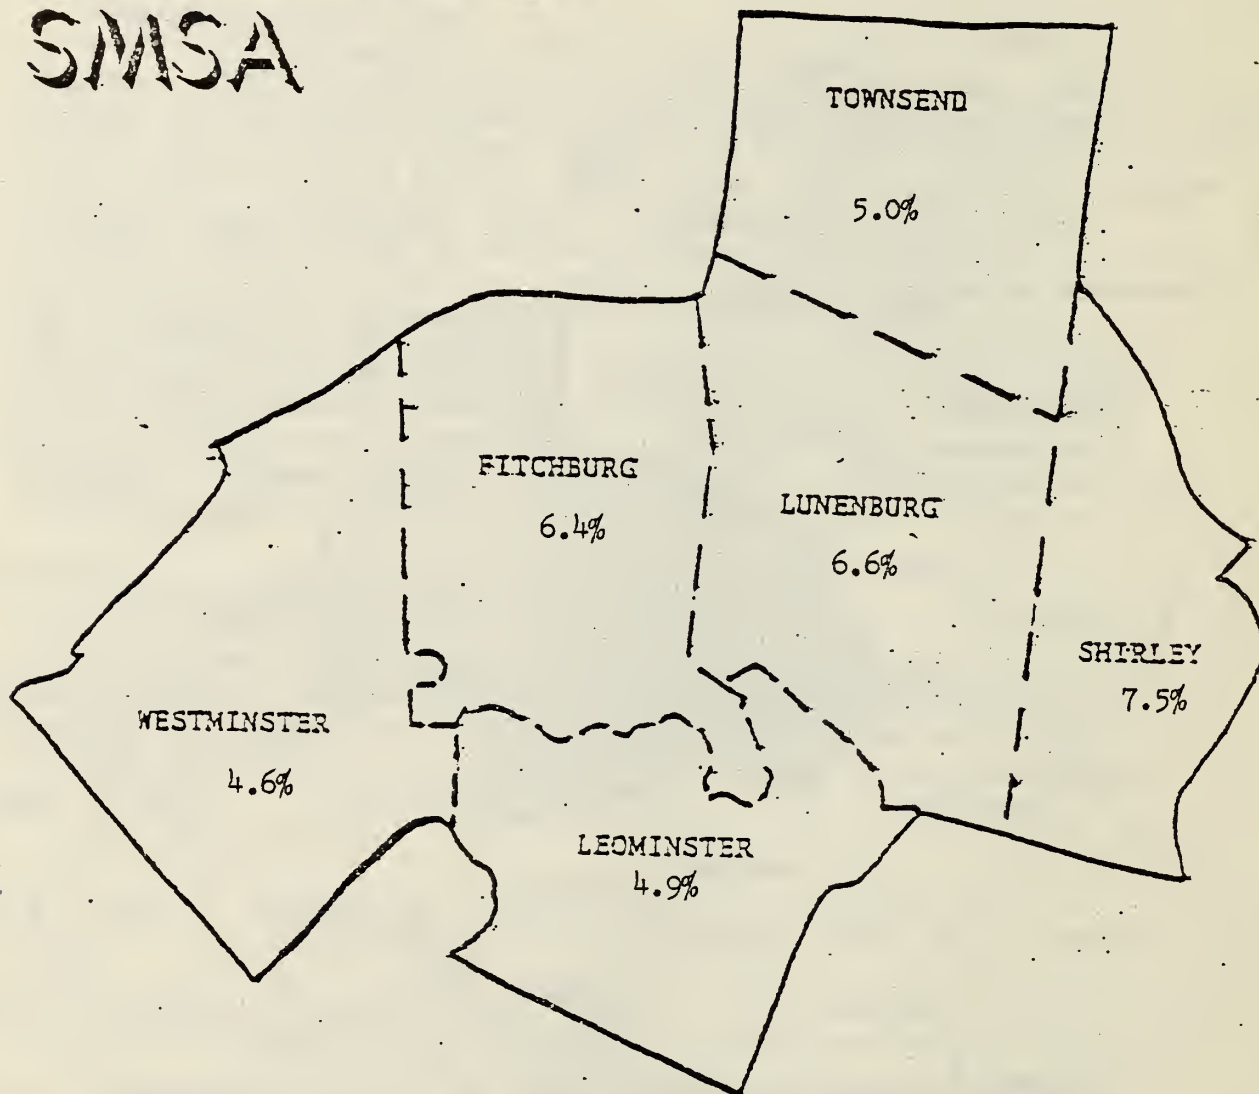 SMSA
TOWNSEND
5.0%
FITCHBURG
6.4%
LUNENBURG
6.6%
SHIRLEY
7.5%
WESTMINSTER
4.6%
LEOMINSTER
4.9%